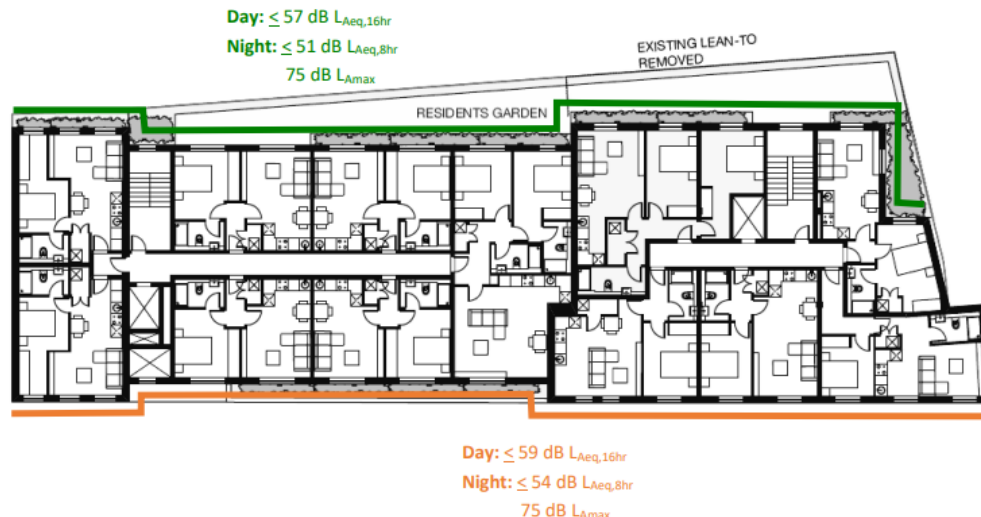 Day: ≤ 57 dB LAeq,16hr
Night: ≤ 51 dB LAeq,8hr
75 dB LAmax
EXISTING LEAN-TO
REMOVED
RESIDENTS GARDEN
Day: ≤ 59 dB LAeq,16hr
Night: ≤ 54 dB LAeq,8hr
75 dB LAmax